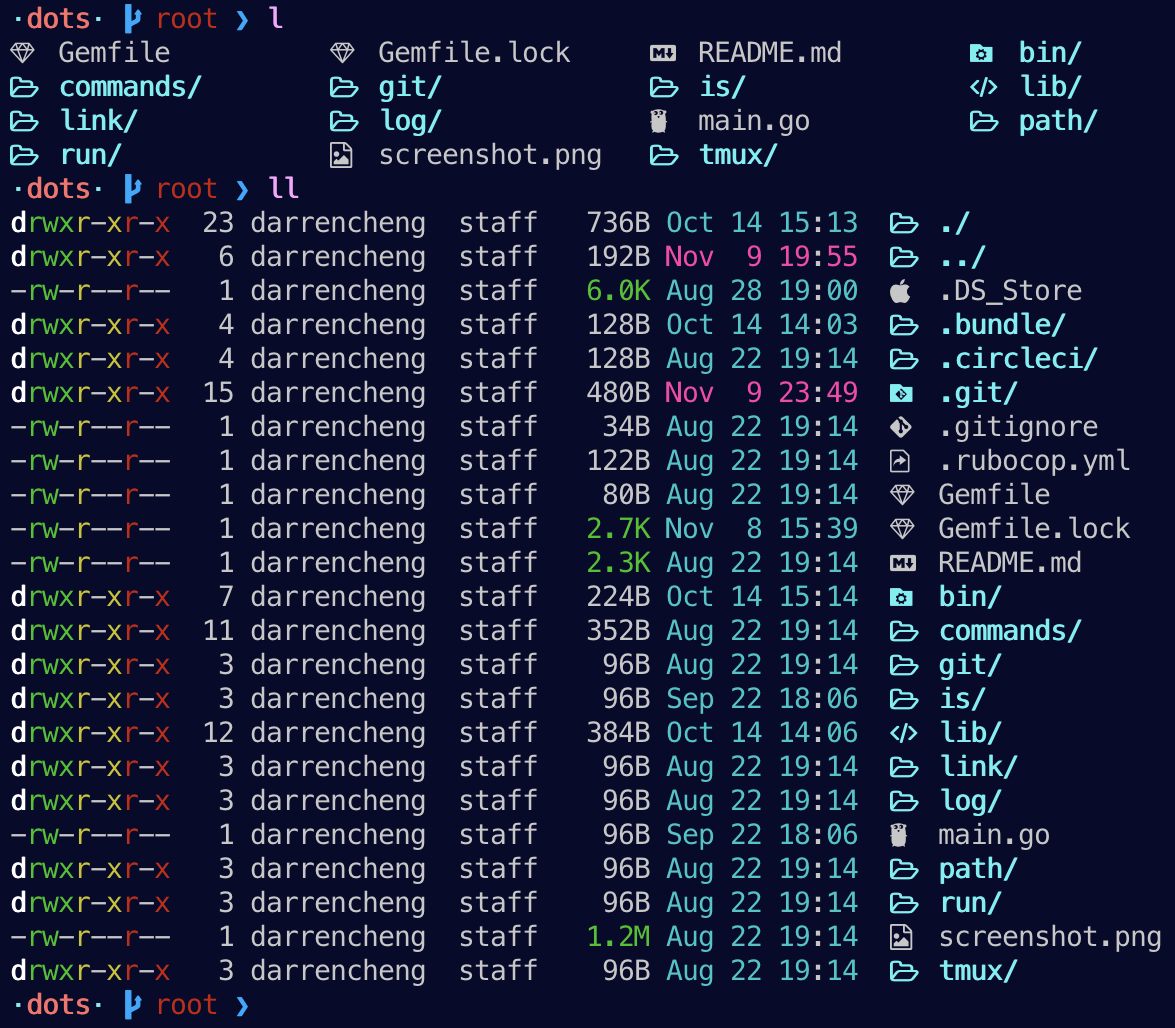 ·dots· root ❯ l
Gemfile Gemfile.lock README.md bin/
commands/ git/ is/ lib/
link/ log/ main.go path/
run/ screenshot.png tmux/
·dots· root ❯ ll
drwxr-xr-x 23 darrencheng staff 736B Oct 14 15:13 ./
drwxr-xr-x 6 darrencheng staff 192B Nov 9 19:55 ../
-rw-r--r-- 1 darrencheng staff 6.0K Aug 28 19:00 .DS_Store
drwxr-xr-x 4 darrencheng staff 128B Oct 14 14:03 .bundle/
drwxr-xr-x 4 darrencheng staff 128B Aug 22 19:14 .circleci/
drwxr-xr-x 15 darrencheng staff 480B Nov 9 23:49 .git/
-rw-r--r-- 1 darrencheng staff 34B Aug 22 19:14 .gitignore
-rw-r--r-- 1 darrencheng staff 122B Aug 22 19:14 .rubocop.yml
-rw-r--r-- 1 darrencheng staff 80B Aug 22 19:14 Gemfile
-rw-r--r-- 1 darrencheng staff 2.7K Nov 8 15:39 Gemfile.lock
-rw-r--r-- 1 darrencheng staff 2.3K Aug 22 19:14 README.md
drwxr-xr-x 7 darrencheng staff 224B Oct 14 15:14 bin/
drwxr-xr-x 11 darrencheng staff 352B Aug 22 19:14 commands/
drwxr-xr-x 3 darrencheng staff 96B Aug 22 19:14 git/
drwxr-xr-x 3 darrencheng staff 96B Sep 22 18:06 is/
drwxr-xr-x 12 darrencheng staff 384B Oct 14 14:06 lib/
drwxr-xr-x 3 darrencheng staff 96B Aug 22 19:14 link/
drwxr-xr-x 3 darrencheng staff 96B Aug 22 19:14 log/
-rw-r--r-- 1 darrencheng staff 96B Sep 22 18:06 main.go
drwxr-xr-x 3 darrencheng staff 96B Aug 22 19:14 path/
drwxr-xr-x 3 darrencheng staff 96B Aug 22 19:14 run/
-rw-r--r-- 1 darrencheng staff 1.2M Aug 22 19:14 screenshot.png
drwxr-xr-x 3 darrencheng staff 96B Aug 22 19:14 tmux/
·dots· root ❯